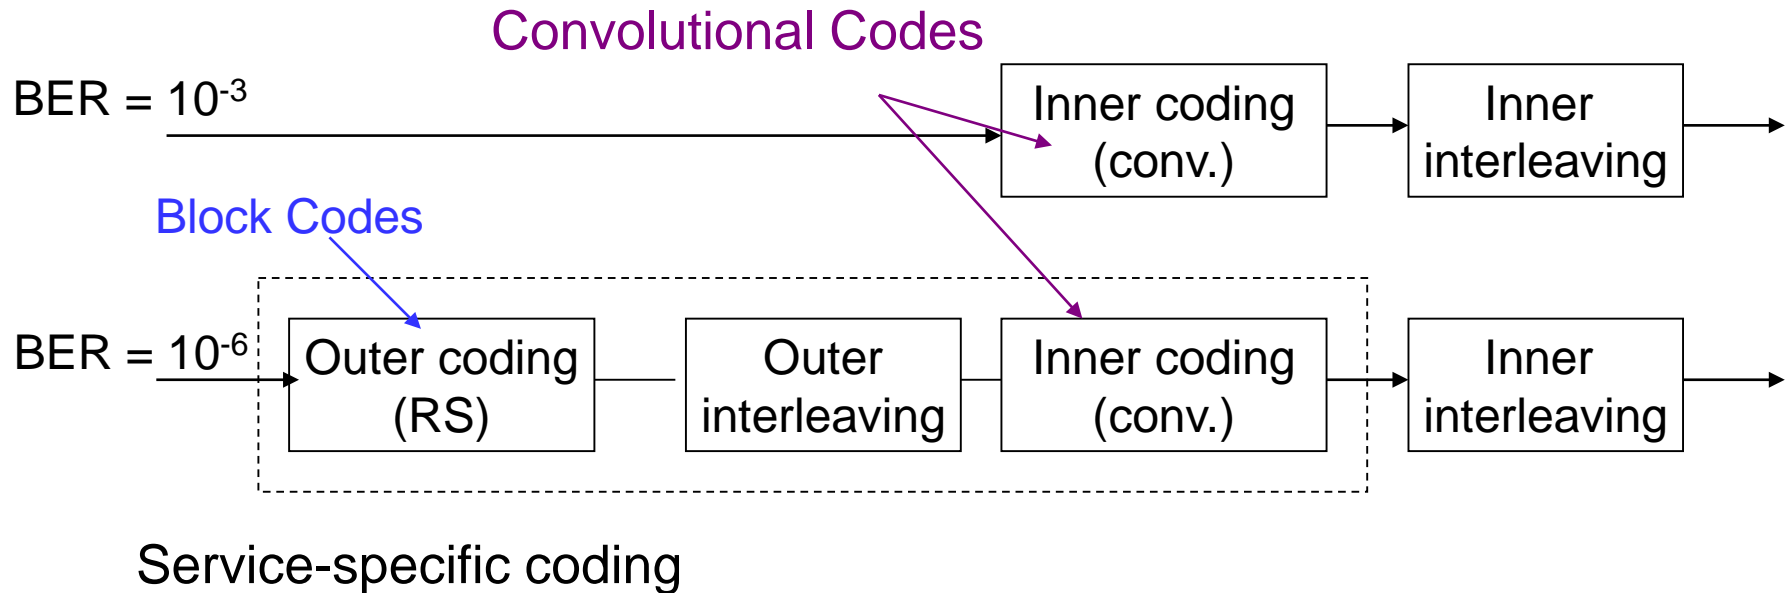 Convolutional Codes
BER = 10⁻³
Inner coding
(conv.)
Inner
interleaving
Block Codes
BER = 10⁻⁶
Outer coding
(RS)
Outer
interleaving
Inner coding
(conv.)
Inner
interleaving
Service-specific coding